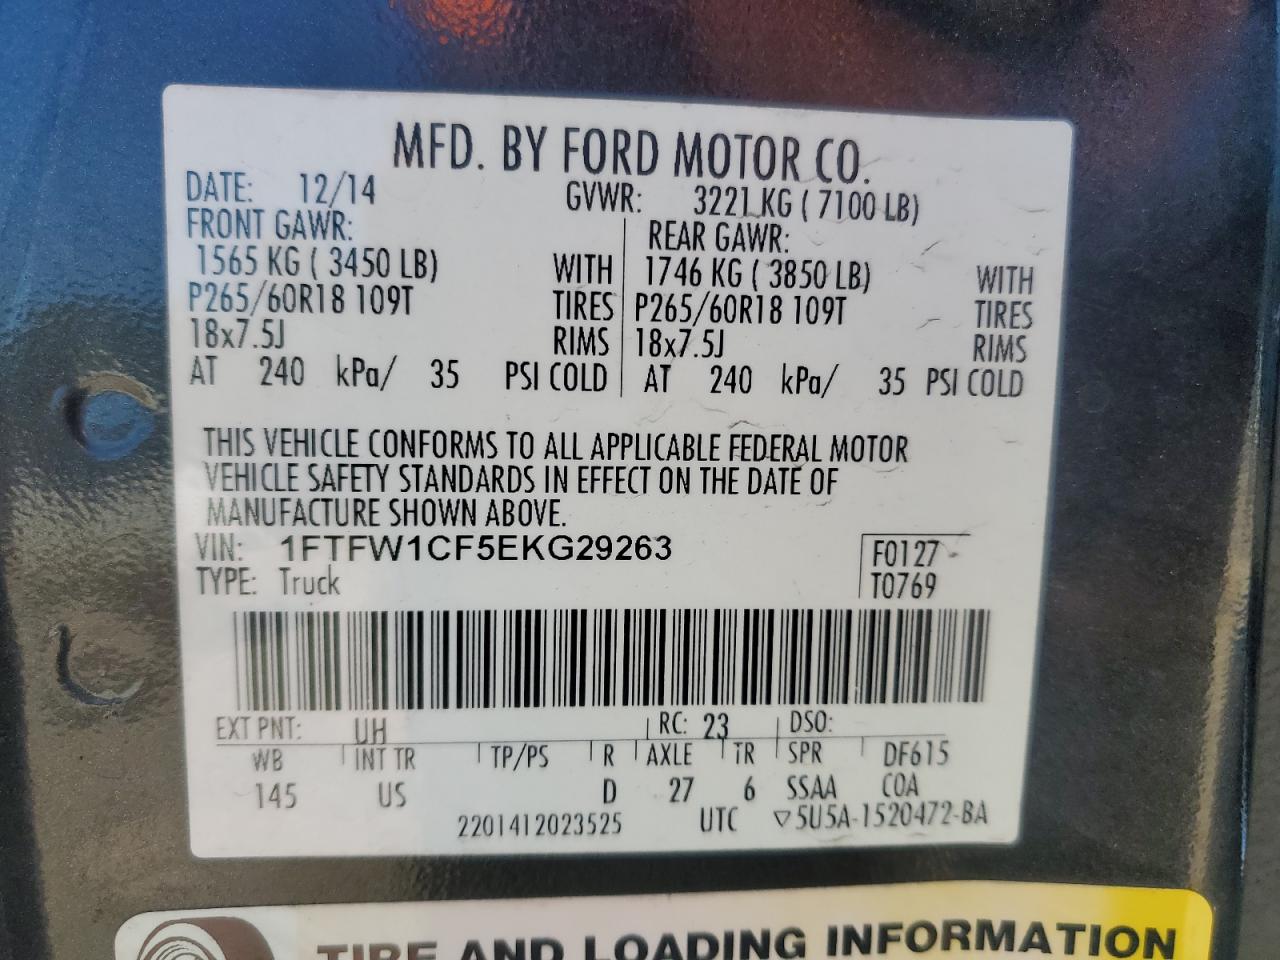 MFD. BY FORD MOTOR CO.
DATE: 12/14 GVWR: 3221 KG ( 7100 LB)
FRONT GAWR: REAR GAWR:
1565 KG ( 3450 LB) WITH 1746 KG ( 3850 LB) WITH
P265/60R18 109T TIRES P265/60R18 109T TIRES
18x7.5J RIMS 18x7.5J RIMS
AT 240 kPa/ 35 PSI COLD AT 240 kPa/ 35 PSI COLD
THIS VEHICLE CONFORMS TO ALL APPLICABLE FEDERAL MOTOR
VEHICLE SAFETY STANDARDS IN EFFECT ON THE DATE OF
MANUFACTURE SHOWN ABOVE.
VIN: 1FTFW1CF5EKG29263 F0127
TYPE: Truck T0769
EXT PNT: UH RC: 23 DSO:
WB INT TR TP/PS R AXLE TR SPR DF615
145 US D 27 6 SSAA COA
2201412023525 UTC ▽5U5A-1520472-BA
TIRE AND LOADING INFORMATION